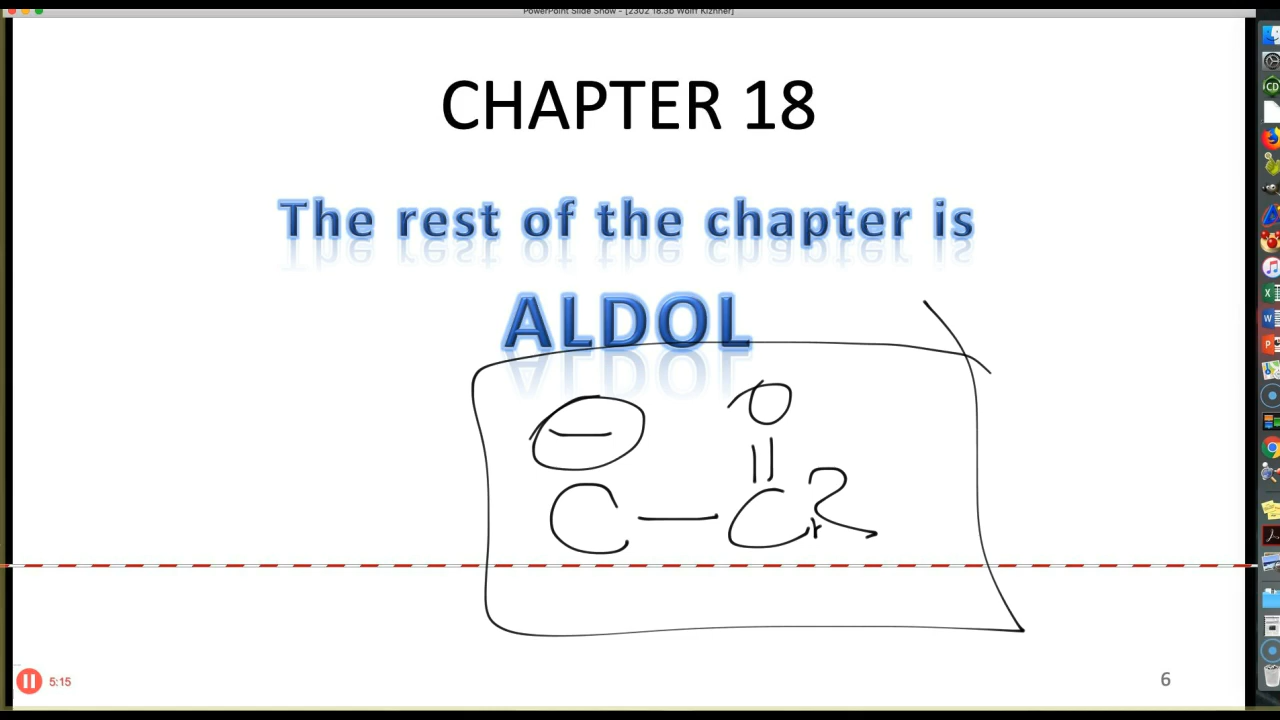 PowerPoint Slide Show - [2302 18.3b Wolff Kizhner]
CHAPTER 18
The rest of the chapter is
ALDOL
O
C — C R
5:15
6